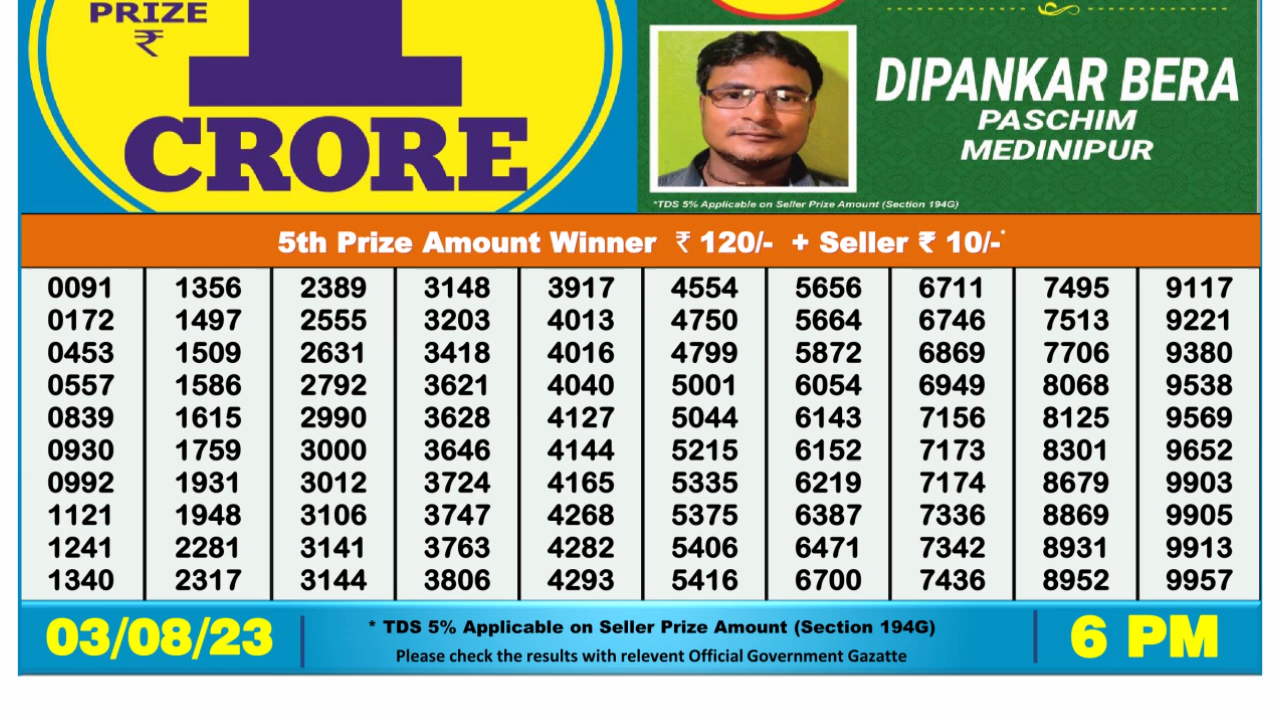 PRIZE
₹
1
CRORE
DIPANKAR BERA
PASCHIM
MEDINIPUR
*TDS 5% Applicable on Seller Prize Amount (Section 194G)
5th Prize Amount Winner ₹ 120/- + Seller ₹ 10/-*
0091 1356 2389 3148 3917 4554 5656 6711 7495 9117
0172 1497 2555 3203 4013 4750 5664 6746 7513 9221
0453 1509 2631 3418 4016 4799 5872 6869 7706 9380
0557 1586 2792 3621 4040 5001 6054 6949 8068 9538
0839 1615 2990 3628 4127 5044 6143 7156 8125 9569
0930 1759 3000 3646 4144 5215 6152 7173 8301 9652
0992 1931 3012 3724 4165 5335 6219 7174 8679 9903
1121 1948 3106 3747 4268 5375 6387 7336 8869 9905
1241 2281 3141 3763 4282 5406 6471 7342 8931 9913
1340 2317 3144 3806 4293 5416 6700 7436 8952 9957
03/08/23
* TDS 5% Applicable on Seller Prize Amount (Section 194G)
Please check the results with relevent Official Government Gazatte
6 PM